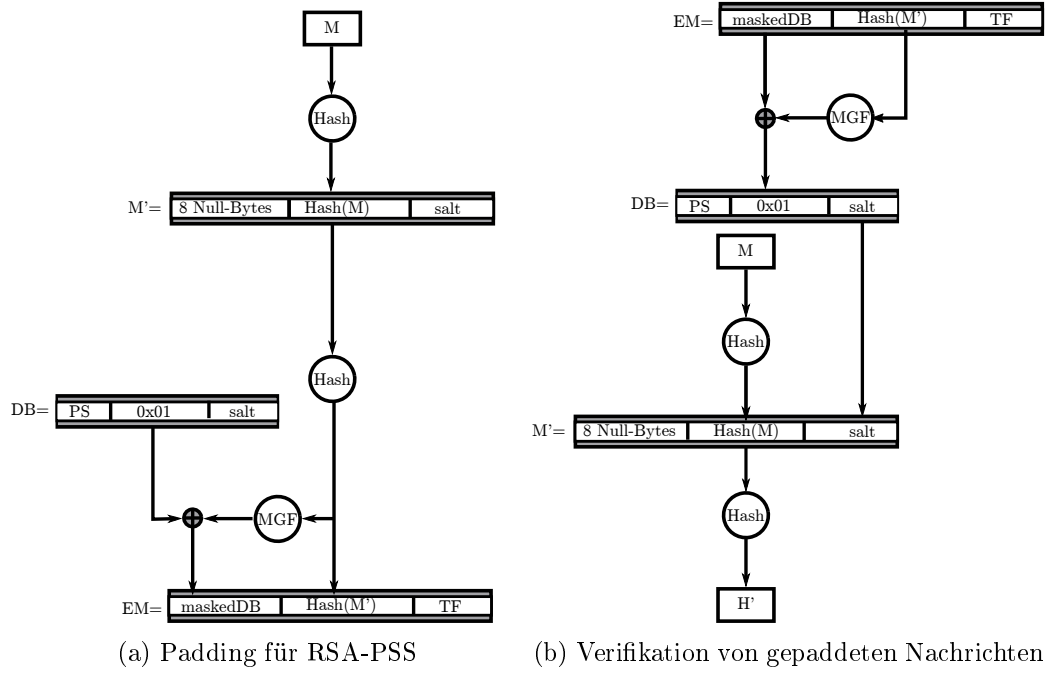 M
Hash
M'= 8 Null-Bytes Hash(M) salt
Hash
DB= PS 0x01 salt
MGF
EM= maskedDB Hash(M') TF
(a) Padding für RSA-PSS
EM= maskedDB Hash(M') TF
MGF
DB= PS 0x01 salt
M
Hash
M'= 8 Null-Bytes Hash(M) salt
Hash
H'
(b) Verifikation von gepaddeten Nachrichten